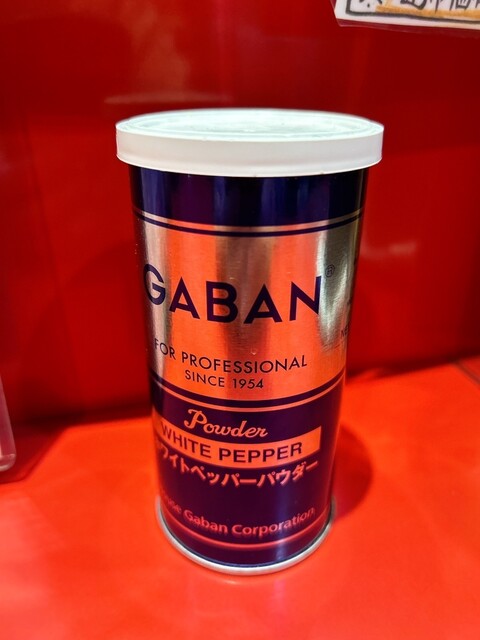 GABAN®
FOR PROFESSIONAL
SINCE 1954
Powder
WHITE PEPPER
ワイトペッパーパウダー
Gaban Corporation